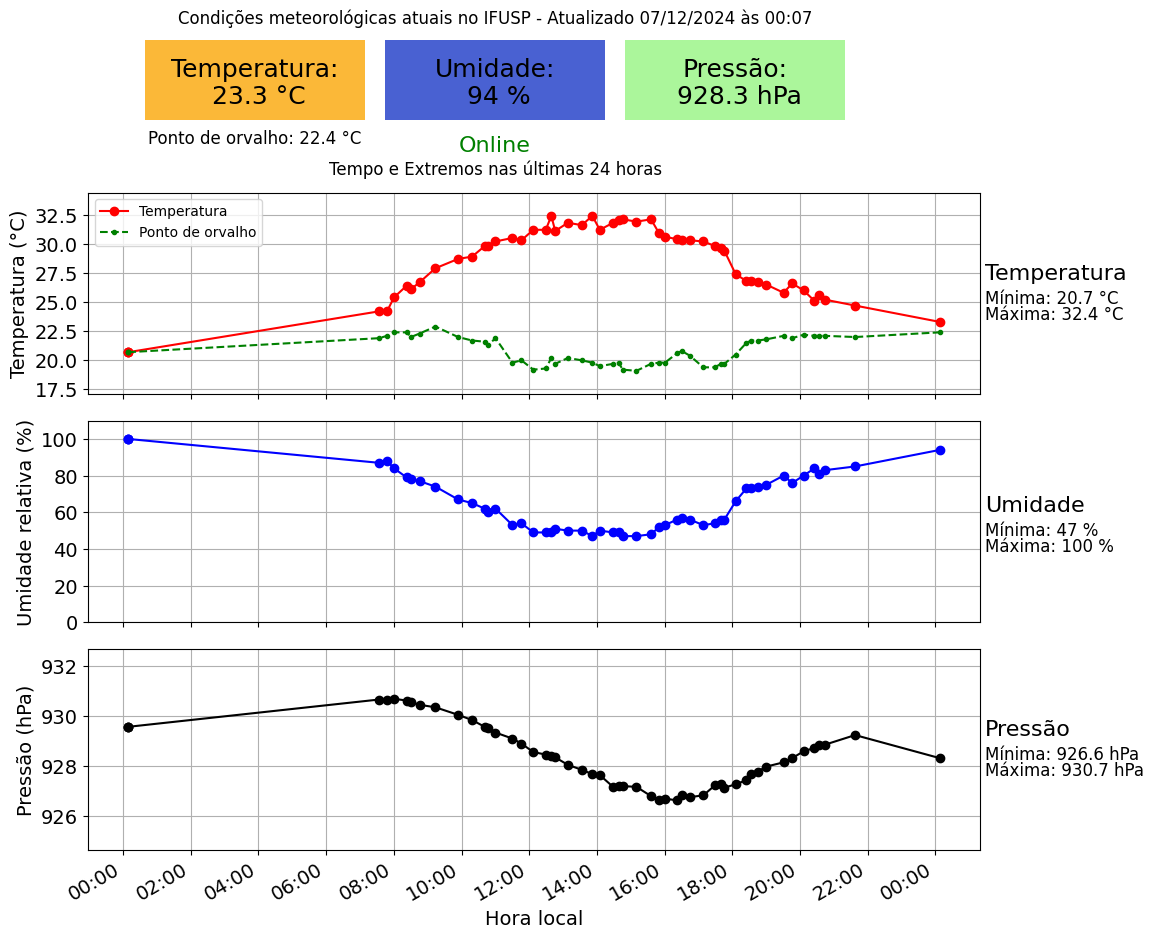 Condições meteorológicas atuais no IFUSP - Atualizado 07/12/2024 às 00:07
Temperatura:
23.3 °C
Umidade:
94 %
Pressão:
928.3 hPa
Ponto de orvalho: 22.4 °C
Online
Tempo e Extremos nas últimas 24 horas
Temperatura (°C)
32.5
30.0
27.5
25.0
22.5
20.0
17.5
Temperatura
Ponto de orvalho
Temperatura
Mínima: 20.7 °C
Máxima: 32.4 °C
Umidade relativa (%)
100
80
60
40
20
0
Umidade
Mínima: 47 %
Máxima: 100 %
Pressão (hPa)
932
930
928
926
Pressão
Mínima: 926.6 hPa
Máxima: 930.7 hPa
00:00 02:00 04:00 06:00 08:00 10:00 12:00 14:00 16:00 18:00 20:00 22:00 00:00
Hora local